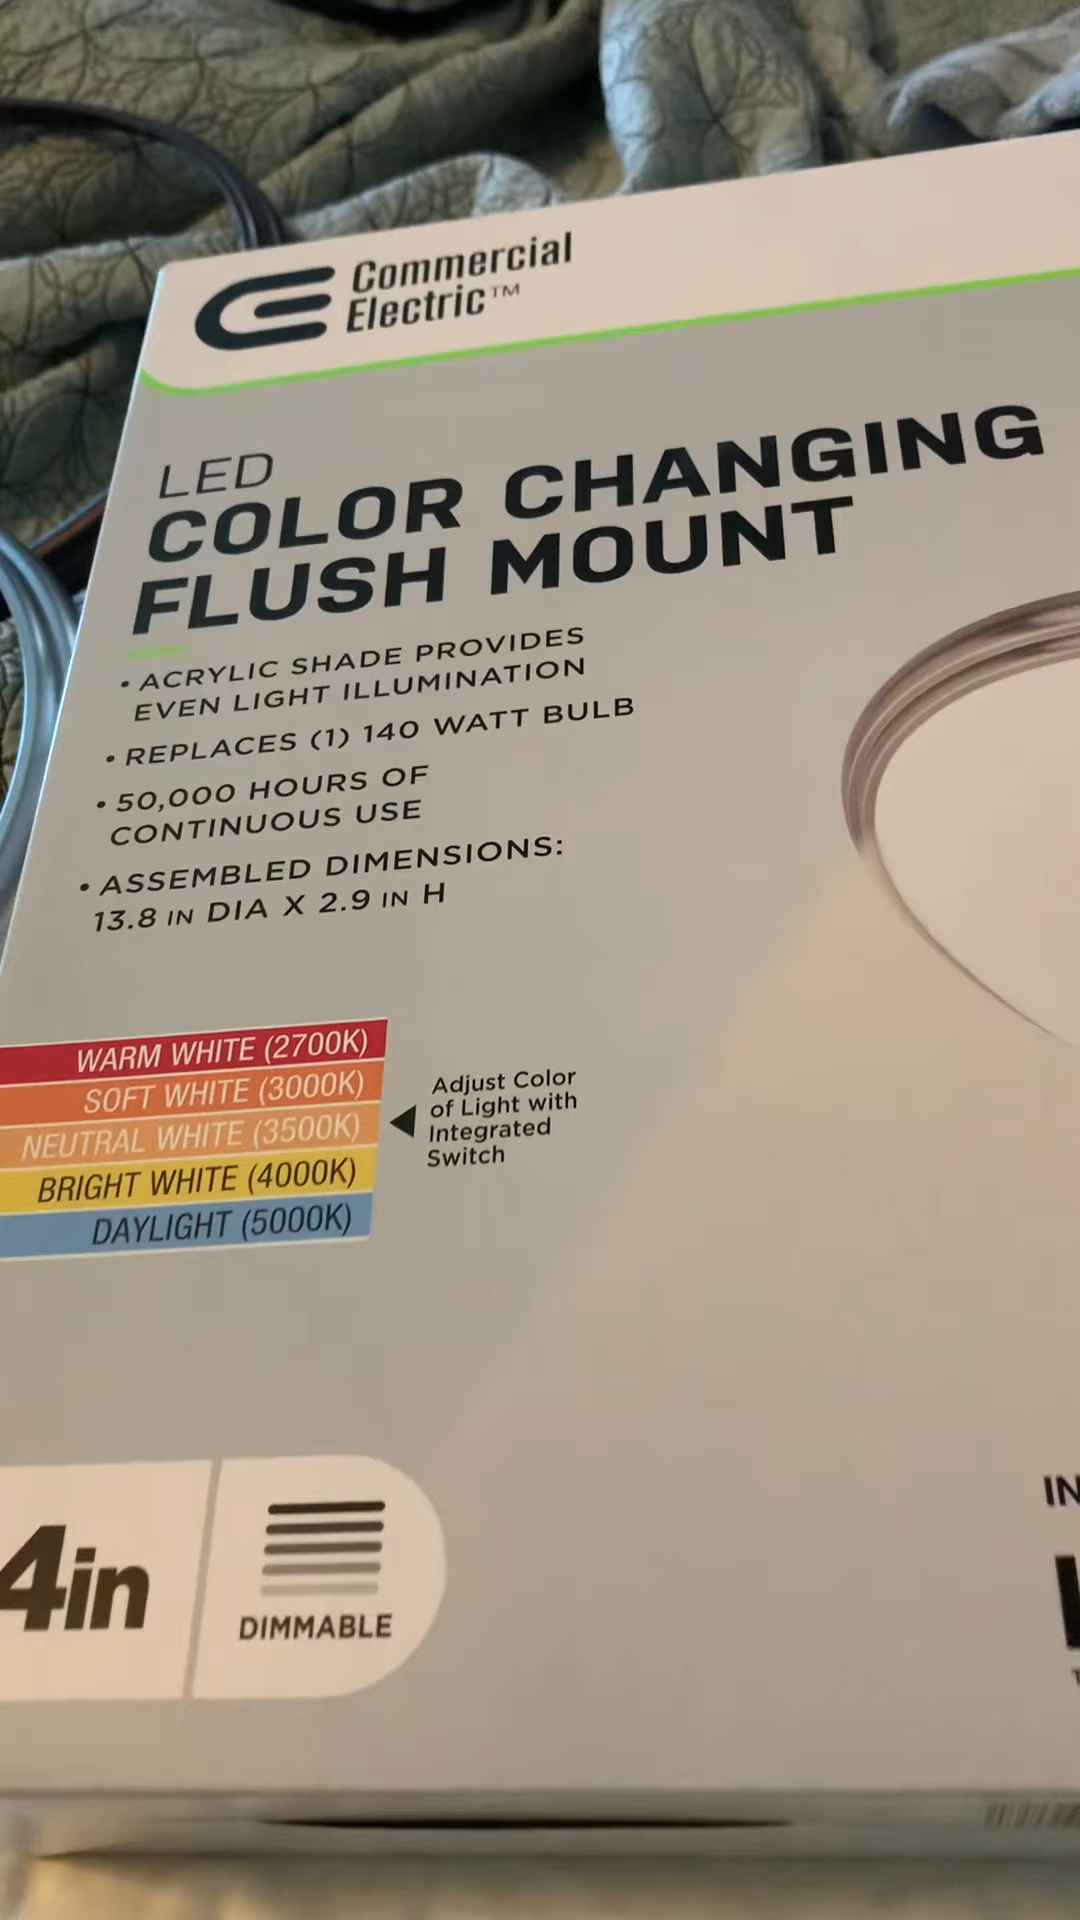 Commercial
Electric™
LED
COLOR CHANGING
FLUSH MOUNT
• ACRYLIC SHADE PROVIDES
EVEN LIGHT ILLUMINATION
• REPLACES (1) 140 WATT BULB
• 50,000 HOURS OF
CONTINUOUS USE
• ASSEMBLED DIMENSIONS:
13.8 IN DIA X 2.9 IN H
WARM WHITE (2700K)
SOFT WHITE (3000K)
NEUTRAL WHITE (3500K)
BRIGHT WHITE (4000K)
DAYLIGHT (5000K)
Adjust Color
of Light with
Integrated
Switch
4in
DIMMABLE